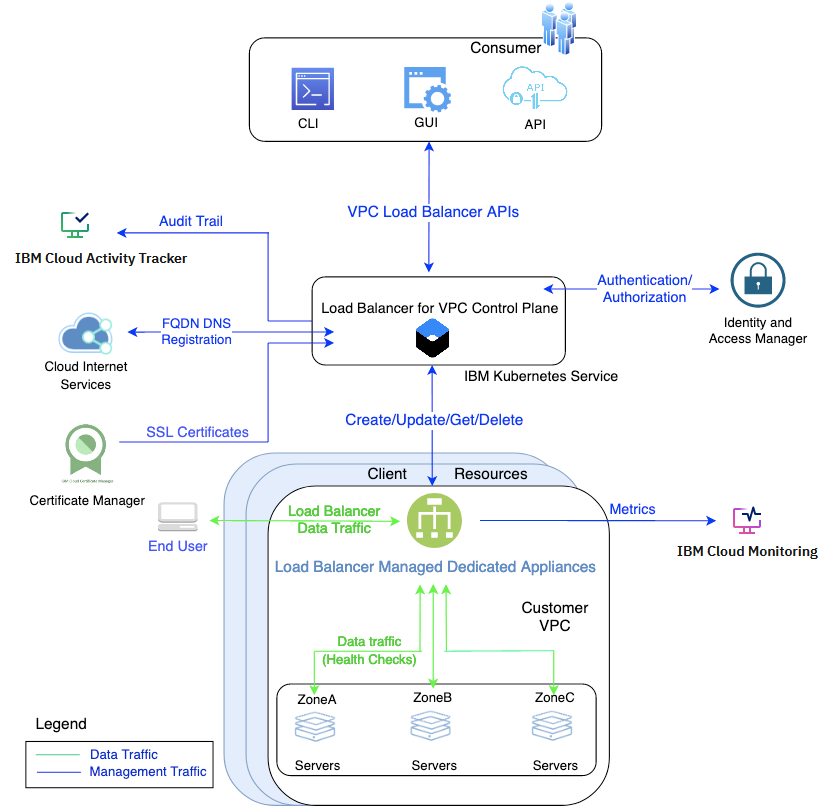 Consumer
CLI
GUI
API
API
VPC Load Balancer APIs
Audit Trail
IBM Cloud Activity Tracker
Authentication/
Authorization
Identity and
Access Manager
Load Balancer for VPC Control Plane
IBM Kubernetes Service
FQDN DNS
Registration
Cloud Internet
Services
SSL Certificates
IBM Cloud Certificate Manager
Certificate Manager
Create/Update/Get/Delete
Client Resources
End User
Load Balancer
Data Traffic
Metrics
IBM Cloud Monitoring
Load Balancer Managed Dedicated Appliances
Customer
VPC
Data traffic
(Health Checks)
ZoneA
ZoneB
ZoneC
Servers
Servers
Servers
Legend
Data Traffic
Management Traffic